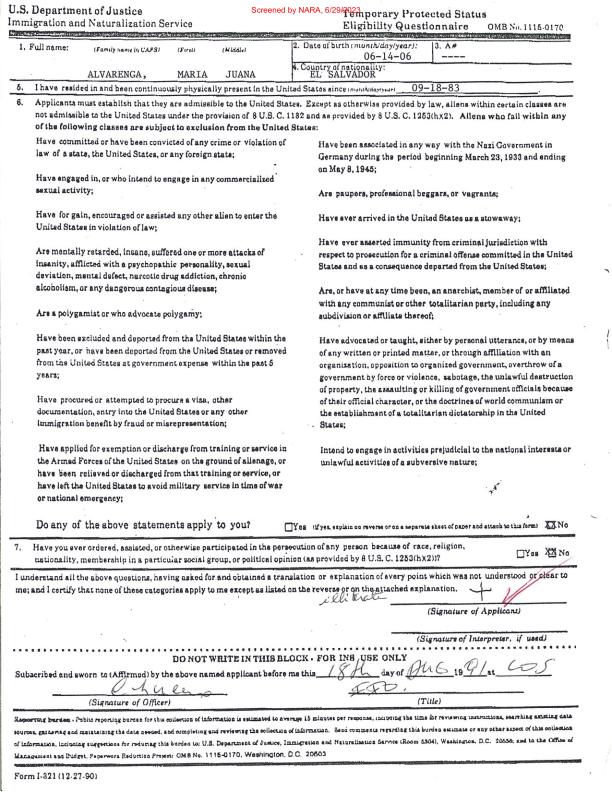 Screened by NARA, 6/29/2023
U.S. Department of Justice
Immigration and Naturalization Service
Temporary Protected Status
Eligibility Questionnaire OMB No. 1115-0170
1. Full name: (Family name in CAPS) (First) (Middle)
ALVARENGA, MARIA JUANA
2. Date of birth (month/day/year):
06-14-06
3. A#
----
4. Country of nationality:
EL SALVADOR
5. I have resided in and been continuously physically present in the United States since (month/day/year) 09-18-83
6. Applicants must establish that they are admissible to the United States. Except as otherwise provided by law, aliens within certain classes are
not admissible to the United States under the provision of 8 U.S. C. 1182 and as provided by 8 U.S.C. 1253(h)(2). Aliens who fall within any
of the following classes are subject to exclusion from the United States:
Have committed or have been convicted of any crime or violation of
law of a state, the United States, or any foreign state;
Have engaged in, or who intend to engage in any commercialized
sexual activity;
Have for gain, encouraged or assisted any other alien to enter the
United States in violation of law;
Are mentally retarded, insane, suffered one or more attacks of
insanity, afflicted with a psychopathic personality, sexual
deviation, mental defect, narcotic drug addiction, chronic
alcoholism, or any dangerous contagious disease;
Are a polygamist or who advocate polygamy;
Have been excluded and deported from the United States within the
past year, or have been deported from the United States or removed
from the United States at government expense within the past 5
years;
Have procured or attempted to procure a visa, other
documentation, entry into the United States or any other
immigration benefit by fraud or misrepresentation;
Have applied for exemption or discharge from training or service in
the Armed Forces of the United States on the ground of alienage, or
have been relieved or discharged from that training or service, or
have left the United States to avoid military service in time of war
or national emergency;
Have been associated in any way with the Nazi Government in
Germany during the period beginning March 23, 1933 and ending
on May 8, 1945;
Are paupers, professional beggars, or vagrants;
Have ever arrived in the United States as a stowaway;
Have ever asserted immunity from criminal jurisdiction with
respect to prosecution for a criminal offense committed in the United
States and as a consequence departed from the United States;
Are, or have at any time been, an anarchist, member of or affiliated
with any communist or other totalitarian party, including any
subdivision or affiliate thereof;
Have advocated or taught, either by personal utterance, or by means
of any written or printed matter, or through affiliation with an
organization, opposition to organized government, overthrow of a
government by force or violence, sabotage, the unlawful destruction
of property, the assaulting or killing of government officials because
of their official character, or the doctrines of world communism or
the establishment of a totalitarian dictatorship in the United
States;
Intend to engage in activities prejudicial to the national interests or
unlawful activities of a subversive nature;
Do any of the above statements apply to you? Yes (if yes, explain on reverse or on a separate sheet of paper and attach to this form) XX No
7. Have you ever ordered, assisted, or otherwise participated in the persecution of any person because of race, religion,
nationality, membership in a particular social group, or political opinion (as provided by 8 U.S.C. 1253(h)(2))? Yes XX No
I understand all the above questions, having asked for and obtained a translation or explanation of every point which was not understood or clear to
me; and I certify that none of these categories apply to me except as listed on the reverse or on the attached explanation.
illiterate +
(Signature of Applicant)
(Signature of Interpreter, if used)
DO NOT WRITE IN THIS BLOCK. FOR INS USE ONLY
Subscribed and sworn to (Affirmed) by the above named applicant before me this 18th day of AUG 1991 at LOS
(Signature of Officer) (Title)
Reporting burden - Public reporting burden for this collection of information is estimated to average 15 minutes per response, including the time for reviewing instructions, searching existing data
sources, gathering and maintaining the data needed, and completing and reviewing the collection of information. Send comments regarding this burden estimate or any other aspect of this collection
of information, including suggestions for reducing this burden to: U.S. Department of Justice, Immigration and Naturalization Service (Room 5304), Washington, D.C. 20536; and to the Office of
Management and Budget, Paperwork Reduction Project: OMB No. 1115-0170, Washington, D.C. 20503
Form I-821 (12-27-90)